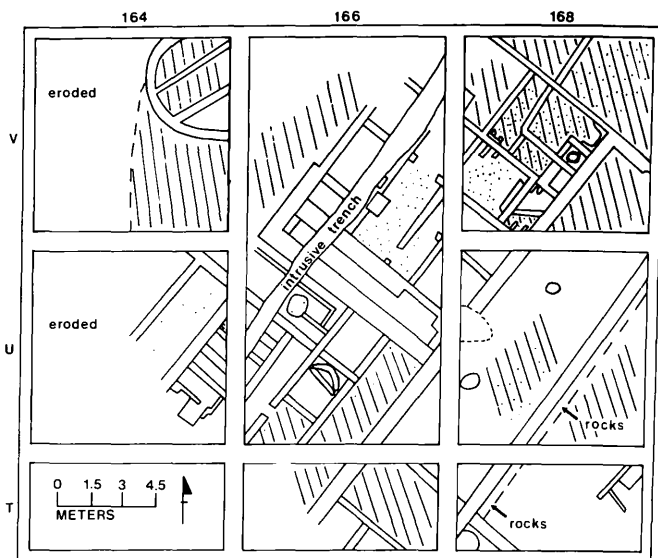 164 166 168
V
eroded
intrusive trench
U
eroded
rocks
T
0 1.5 3 4.5
METERS
rocks